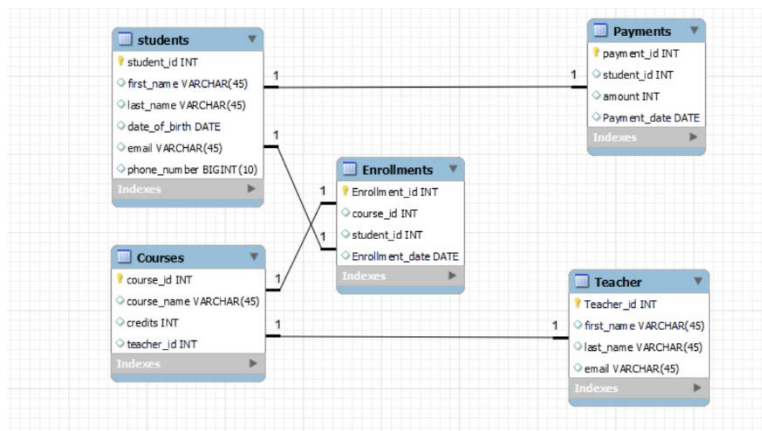 students
student_id INT
first_name VARCHAR(45)
last_name VARCHAR(45)
date_of_birth DATE
email VARCHAR(45)
phone_number BIGINT(10)
Indexes
1
1
1
Payments
payment_id INT
student_id INT
amount INT
Payment_date DATE
Indexes
Enrollments
Enrollment_id INT
course_id INT
student_id INT
Enrollment_date DATE
Indexes
1
1
Courses
course_id INT
course_name VARCHAR(45)
credits INT
teacher_id INT
Indexes
1
1
1
Teacher
Teacher_id INT
first_name VARCHAR(45)
last_name VARCHAR(45)
email VARCHAR(45)
Indexes